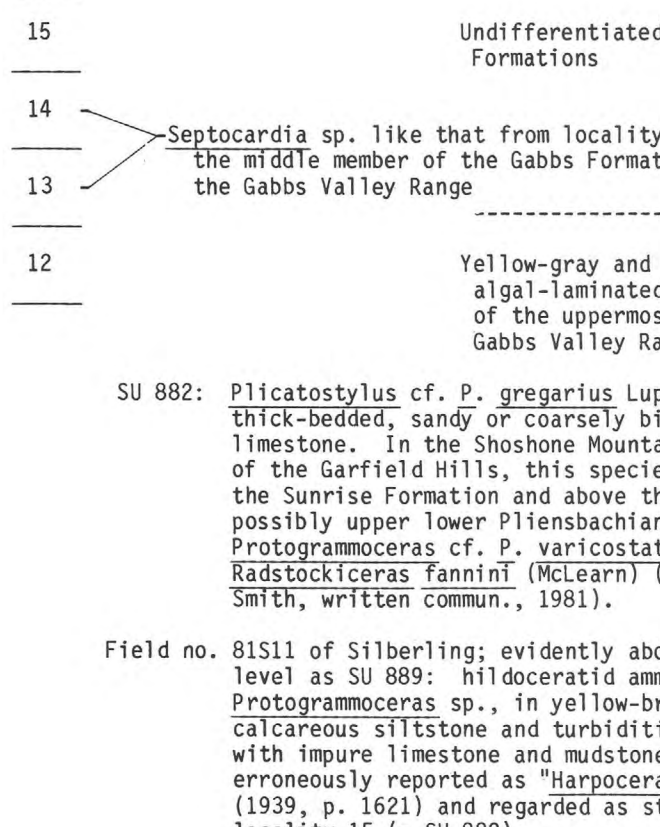 15 Undifferentiated
Formations
14
Septocardia sp. like that from locality
the middle member of the Gabbs Format
13 the Gabbs Valley Range
12 Yellow-gray and
algal-laminated
of the uppermos
Gabbs Valley Ra
SU 882: Plicatostylus cf. P. gregarius Lup
thick-bedded, sandy or coarsely bi
limestone. In the Shoshone Mounta
of the Garfield Hills, this specie
the Sunrise Formation and above th
possibly upper lower Pliensbachian
Protogrammoceras cf. P. varicostat
Radstockiceras fannini (McLearn) (
Smith, written commun., 1981).
Field no. 81S11 of Silberling; evidently abo
level as SU 889: hildoceratid amm
Protogrammoceras sp., in yellow-br
calcareous siltstone and turbiditi
with impure limestone and mudstone
erroneously reported as "Harpocera
(1939, p. 1621) and regarded as st